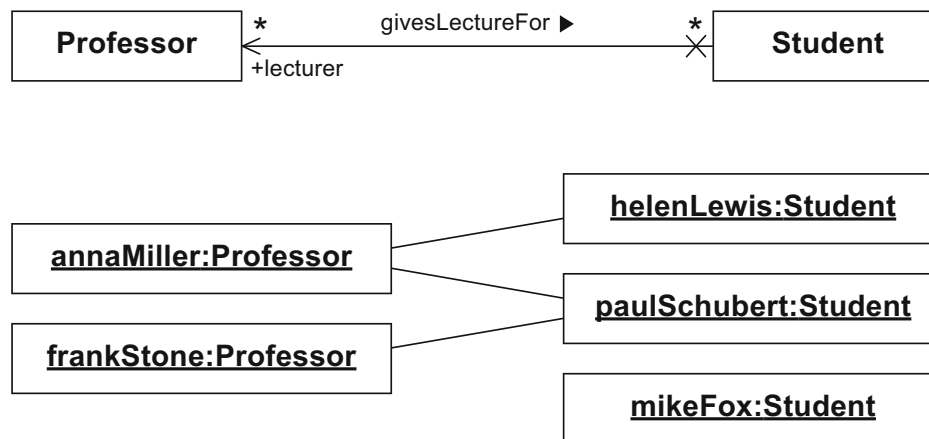 * givesLectureFor ▶ *
Professor Student
+lecturer
helenLewis:Student
annaMiller:Professor
paulSchubert:Student
frankStone:Professor
mikeFox:Student